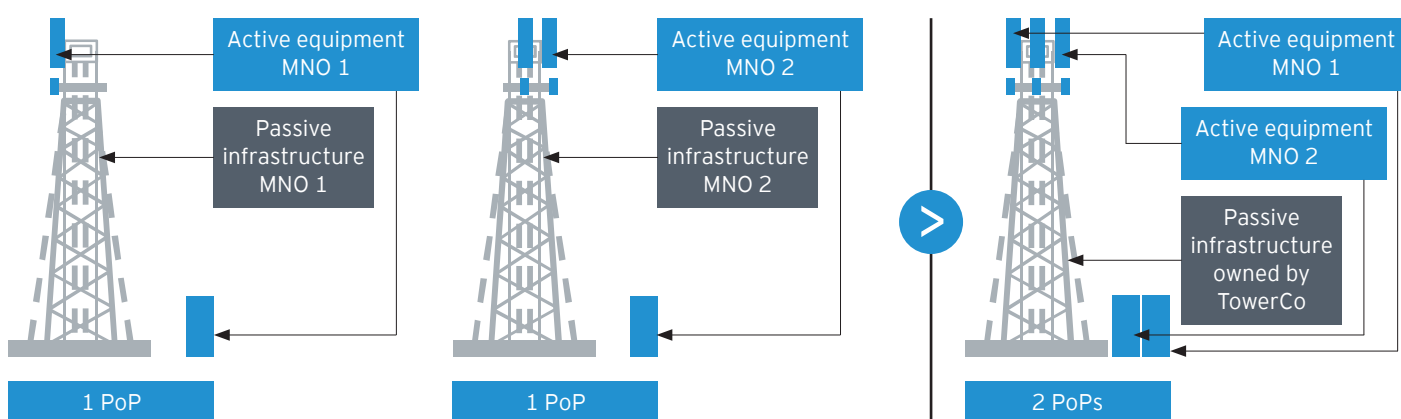 Active equipment
MNO 1
Passive
infrastructure
MNO 1
1 PoP
Active equipment
MNO 2
Passive
infrastructure
MNO 2
1 PoP
>
Active equipment
MNO 1
Active equipment
MNO 2
Passive
infrastructure
owned by
TowerCo
2 PoPs